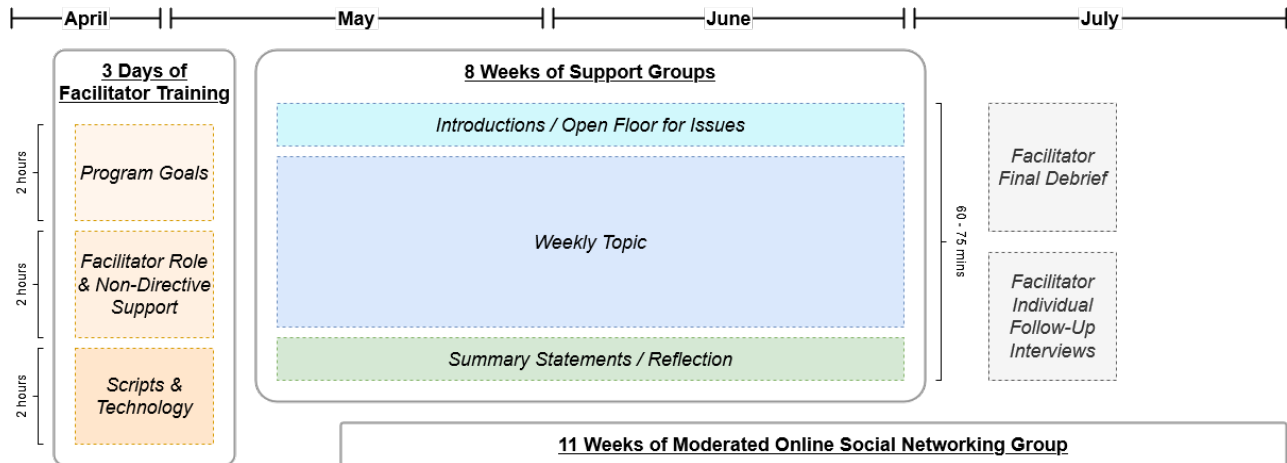 April
May
June
July
3 Days of
Facilitator Training
2 hours
Program Goals
2 hours
Facilitator Role
& Non-Directive
Support
2 hours
Scripts &
Technology
8 Weeks of Support Groups
Introductions / Open Floor for Issues
Weekly Topic
Summary Statements / Reflection
60 - 75 mins
Facilitator
Final Debrief
Facilitator
Individual
Follow-Up
Interviews
11 Weeks of Moderated Online Social Networking Group